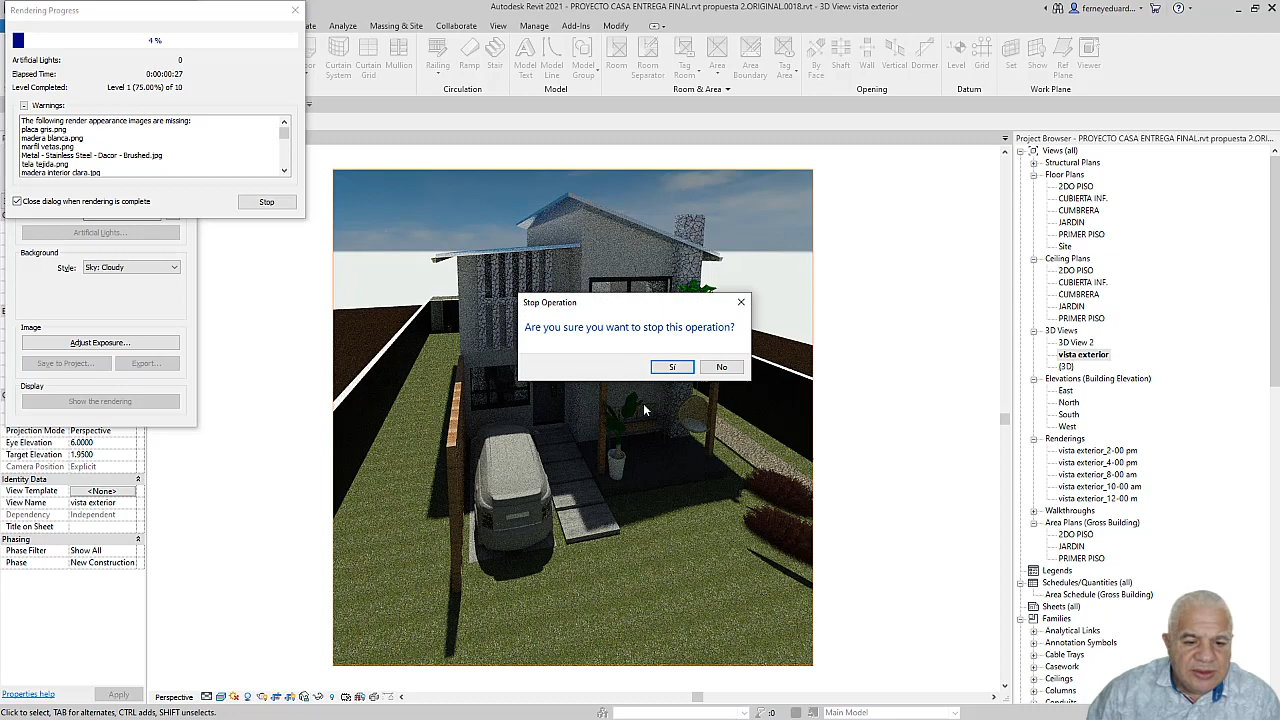 Rendering Progress
Autodesk Revit 2021 - PROYECTO CASA ENTREGA FINAL.rvt propuesta 2.ORIGINAL.0018.rvt - 3D View: vista exterior
ferneyeduard...
Analyze
Massing & Site
Collaborate
View
Manage
Add-Ins
Modify
4 %
Artificial Lights: 0
Elapsed Time: 0:00:00:27
Level Completed: Level 1 (75.00%) of 10
Warnings:
The following render appearance images are missing:
placa gris.png
madera blanca.png
marfil vetas.png
Metal - Stainless Steel - Dacor - Brushed.jpg
tela tejida.png
madera interior clara.jpg
Close dialog when rendering is complete
Stop
Curtain System
Curtain Grid
Mullion
Railing
Ramp
Stair
Model Text
Model Line
Model Group
Room
Room Separator
Tag Room
Area
Area Boundary
Tag Area
By Face
Shaft
Wall
Vertical
Dormer
Level
Grid
Set
Show
Ref Plane
Viewer
Circulation
Model
Room & Area
Opening
Datum
Work Plane
Artificial Lights...
Background
Style: Sky: Cloudy
Image
Adjust Exposure...
Save to Project...
Export...
Display
Show the rendering
Projection Mode Perspective
Eye Elevation 6.0000
Target Elevation 1.9500
Camera Position Explicit
Identity Data
View Template <None>
View Name vista exterior
Dependency Independent
Title on Sheet
Phasing
Phase Filter Show All
Phase New Construction
Properties help
Apply
Stop Operation
Are you sure you want to stop this operation?
Sí
No
Project Browser - PROYECTO CASA ENTREGA FINAL.rvt propuesta 2.ORI...
Views (all)
Structural Plans
Floor Plans
2DO PISO
CUBIERTA INF.
CUMBRERA
JARDIN
PRIMER PISO
Site
Ceiling Plans
2DO PISO
CUBIERTA INF.
CUMBRERA
JARDIN
PRIMER PISO
3D Views
3D View 2
vista exterior
{3D}
Elevations (Building Elevation)
East
North
South
West
Renderings
vista exterior_2-00 pm
vista exterior_4-00 pm
vista exterior_8-00 am
vista exterior_10-00 am
vista exterior_12-00 m
Walkthroughs
Area Plans (Gross Building)
2DO PISO
JARDIN
PRIMER PISO
Legends
Schedules/Quantities (all)
Area Schedule (Gross Building)
Sheets (all)
Families
Analytical Links
Annotation Symbols
Cable Trays
Casework
Ceilings
Columns
Perspective
Click to select, TAB for alternates, CTRL adds, SHIFT unselects.
:0
Main Model